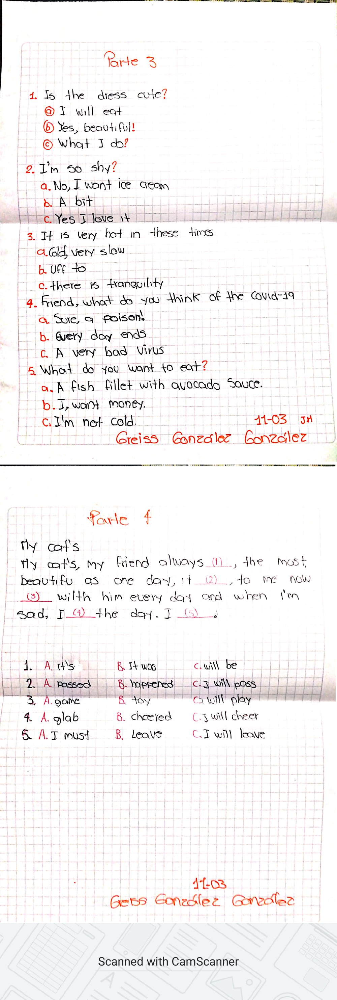 Parte 3
1. Is the dress cute?
ⓐ I will eat
ⓑ Yes, beautiful!
ⓒ What I do?
2. I'm so shy?
a. No, I want ice cream
b. A bit
c. Yes I love it
3. It is very hot in these times
a. Cold, very slow
b. Uff to
c. there is tranquility
4. Friend, what do you think of the Covid-19
a. Sure, a poison!
b. Every day ends
c. A very bad virus
5. What do you want to eat?
a. A fish fillet with avocado Sauce.
b. I, want money.
c. I'm not cold.
11-03 JM
Greiss González González
Parte 4
My cat's
My cat's, my friend always (1), the most,
beautifu as one day, it (2), to me now
(3) wilth him every day and when I'm
sad, I (4) the day. I (5).
1. A. It's B. It was C. will be
2. A. passed B. happened C. I will pass
3. A. game B. toy C. I will play
4. A. glab B. cheered C. I will cheer
5. A. I must B. Leave C. I will leave
11-03
Greiss González González
Scanned with CamScanner